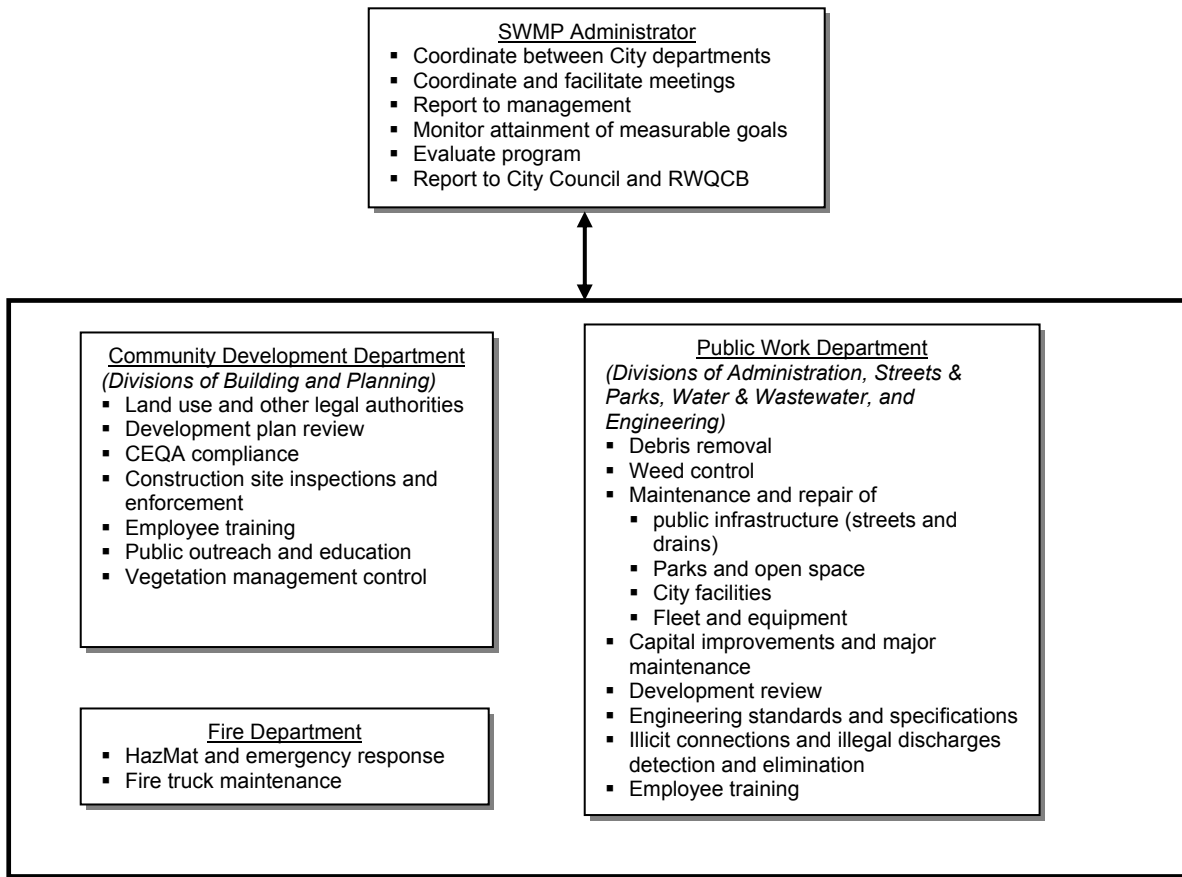 SWMP Administrator
▪ Coordinate between City departments
▪ Coordinate and facilitate meetings
▪ Report to management
▪ Monitor attainment of measurable goals
▪ Evaluate program
▪ Report to City Council and RWQCB
Community Development Department
(Divisions of Building and Planning)
▪ Land use and other legal authorities
▪ Development plan review
▪ CEQA compliance
▪ Construction site inspections and
enforcement
▪ Employee training
▪ Public outreach and education
▪ Vegetation management control
Fire Department
▪ HazMat and emergency response
▪ Fire truck maintenance
Public Work Department
(Divisions of Administration, Streets &
Parks, Water & Wastewater, and
Engineering)
▪ Debris removal
▪ Weed control
▪ Maintenance and repair of
▪ public infrastructure (streets and
drains)
▪ Parks and open space
▪ City facilities
▪ Fleet and equipment
▪ Capital improvements and major
maintenance
▪ Development review
▪ Engineering standards and specifications
▪ Illicit connections and illegal discharges
detection and elimination
▪ Employee training